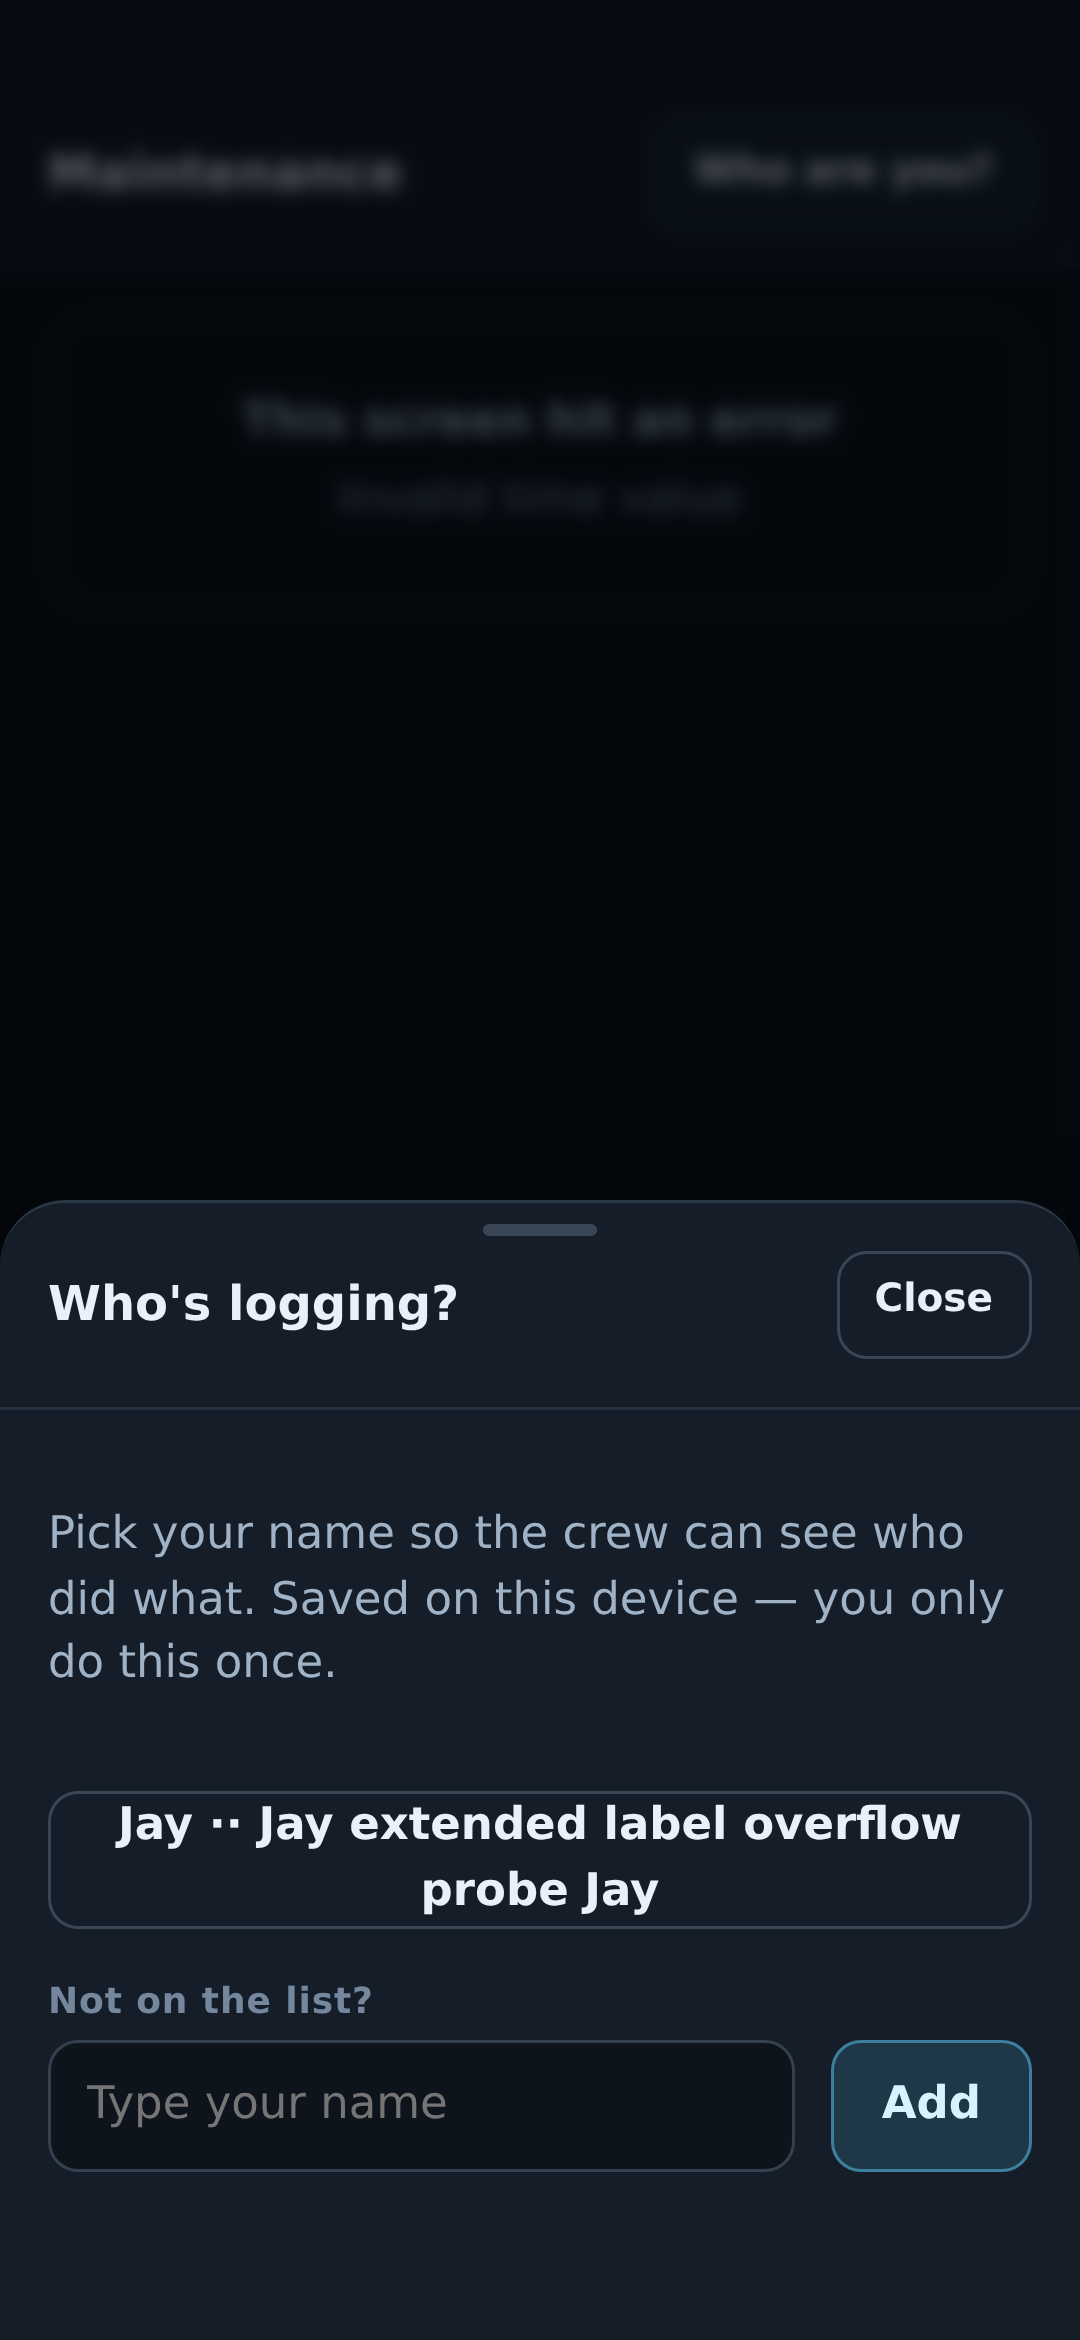 Maintenance
Who are you?
This screen hit an error
Invalid time value
Who's logging?
Close
Pick your name so the crew can see who
did what. Saved on this device — you only
do this once.
Jay ·· Jay extended label overflow
probe Jay
Not on the list?
Type your name
Add